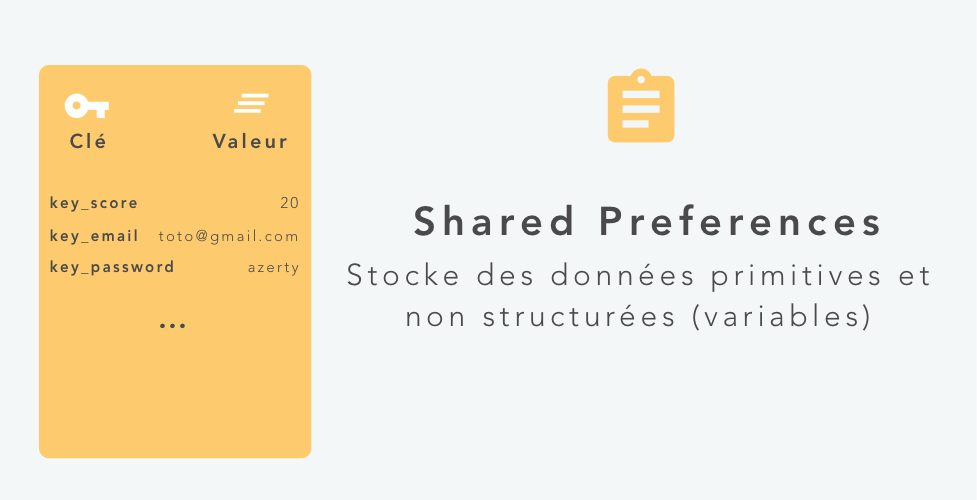 Clé Valeur
key_score 20
key_email toto@gmail.com
key_password azerty
...
Shared Preferences
Stocke des données primitives et
non structurées (variables)